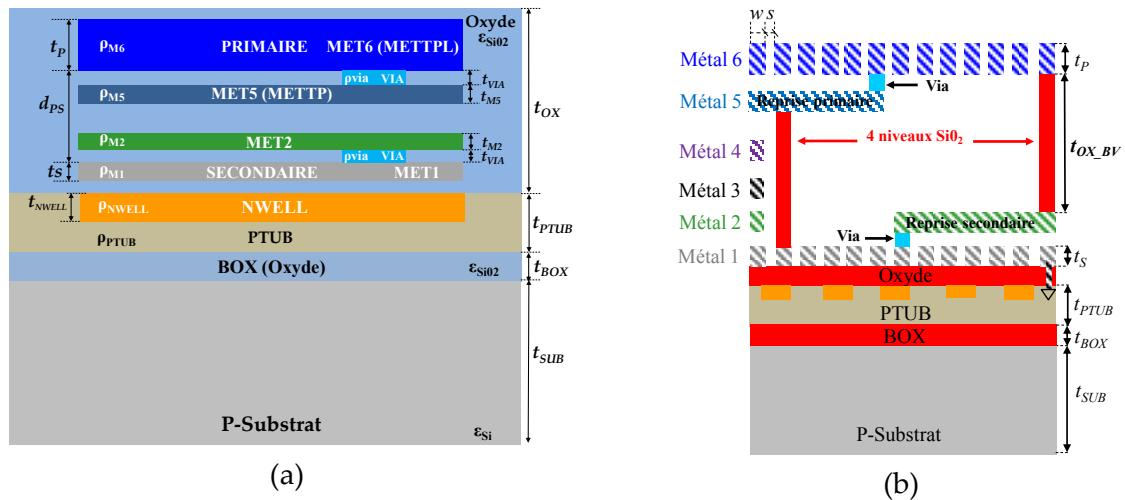 Oxyde
ε_Si02
t_P
ρ_M6 PRIMAIRE MET6 (METTPL)
ρvia VIA
t_VIA
d_PS
ρ_M5 MET5 (METTP)
t_M5
t_OX
ρ_M2 MET2
t_M2
ρvia VIA
t_VIA
ts
ρ_M1 SECONDAIRE MET1
t_NWELL
ρ_NWELL NWELL
t_PTUB
ρ_PTUB PTUB
BOX (Oxyde)
ε_Si02
t_BOX
t_SUB
P-Substrat
ε_Si
(a)
w s
Métal 6
t_P
Via
Métal 5 Reprise primaire
4 niveaux Si0₂
Métal 4
t_OX_BV
Métal 3
Métal 2 Reprise secondaire
Via
Métal 1
t_S
Oxyde
PTUB
t_PTUB
BOX
t_BOX
t_SUB
P-Substrat
(b)